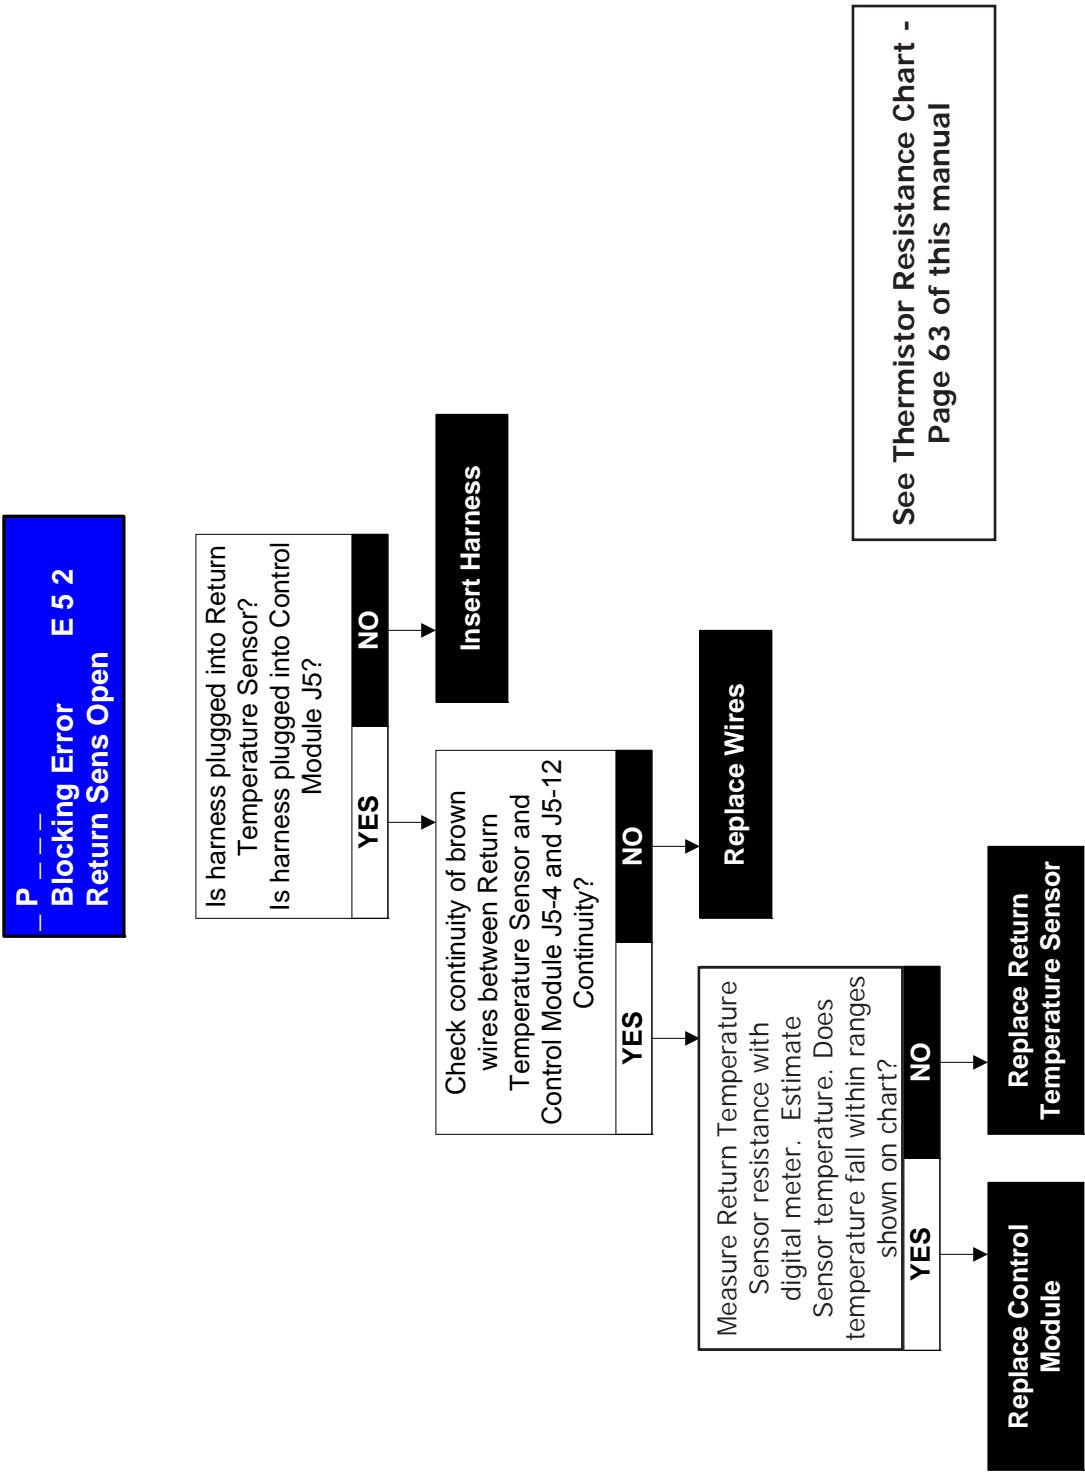 _ P _ _ _
Blocking Error E 5 2
Return Sens Open
Is harness plugged into Return
Temperature Sensor?
Is harness plugged into Control
Module J5?
YES
NO
Insert Harness
Check continuity of brown
wires between Return
Temperature Sensor and
Control Module J5-4 and J5-12
Continuity?
YES
NO
Replace Wires
Measure Return Temperature
Sensor resistance with
digital meter. Estimate
Sensor temperature. Does
temperature fall within ranges
shown on chart?
YES
NO
Replace Control
Module
Replace Return
Temperature Sensor
See Thermistor Resistance Chart -
Page 63 of this manual